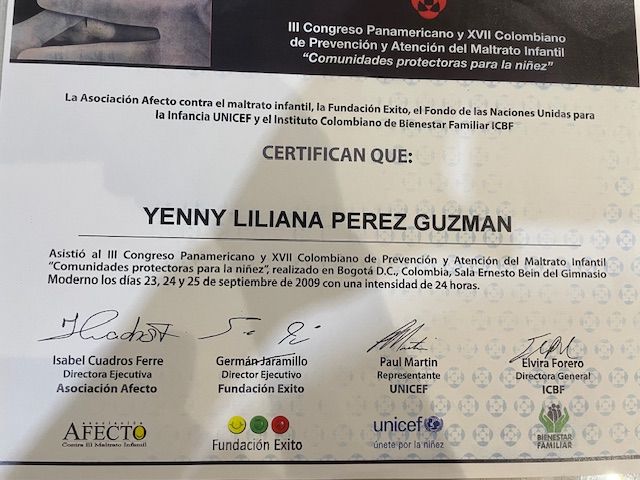 III Congreso Panamericano y XVII Colombiano
de Prevención y Atención del Maltrato Infantil
“Comunidades protectoras para la niñez”
La Asociación Afecto contra el maltrato infantil, la Fundación Exito, el Fondo de las Naciones Unidas para
la Infancia UNICEF y el Instituto Colombiano de Bienestar Familiar ICBF
CERTIFICAN QUE:
YENNY LILIANA PEREZ GUZMAN
Asistió al III Congreso Panamericano y XVII Colombiano de Prevención y Atención del Maltrato Infantil
“Comunidades protectoras para la niñez”, realizado en Bogotá D.C., Colombia, Sala Ernesto Bein del Gimnasio
Moderno los días 23, 24 y 25 de septiembre de 2009 con una intensidad de 24 horas.
Isabel Cuadros Ferre
Directora Ejecutiva
Asociación Afecto
Germán Jaramillo
Director Ejecutivo
Fundación Exito
Paul Martin
Representante
UNICEF
Elvira Forero
Directora General
ICBF
asociación
AFECTO
Contra El Maltrato Infantil
Fundación Exito
unicef
únete por la niñez
BIENESTAR
FAMILIAR